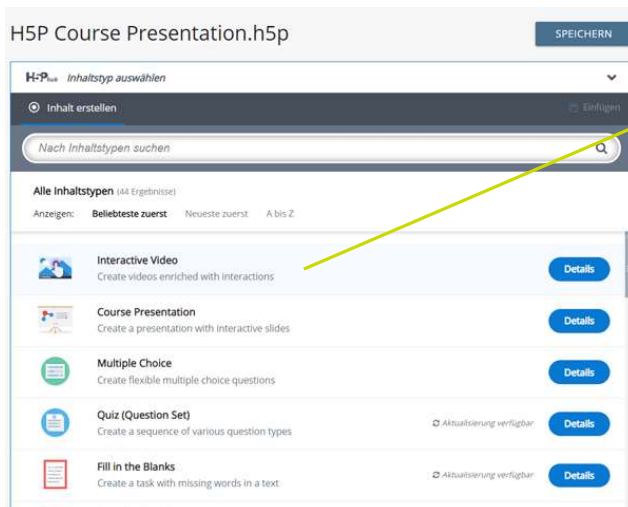 H5P Course Presentation.h5p
SPEICHERN
H5P hub Inhaltstyp auswählen
Inhalt erstellen
Einfügen
Nach Inhaltstypen suchen
Alle Inhaltstypen (44 Ergebnisse)
Anzeigen: Beliebteste zuerst Neueste zuerst A bis Z
Interactive Video
Create videos enriched with interactions
Details
Course Presentation
Create a presentation with interactive slides
Details
Multiple Choice
Create flexible multiple choice questions
Details
Quiz (Question Set)
Create a sequence of various question types
Aktualisierung verfügbar
Details
Fill in the Blanks
Create a task with missing words in a text
Aktualisierung verfügbar
Details